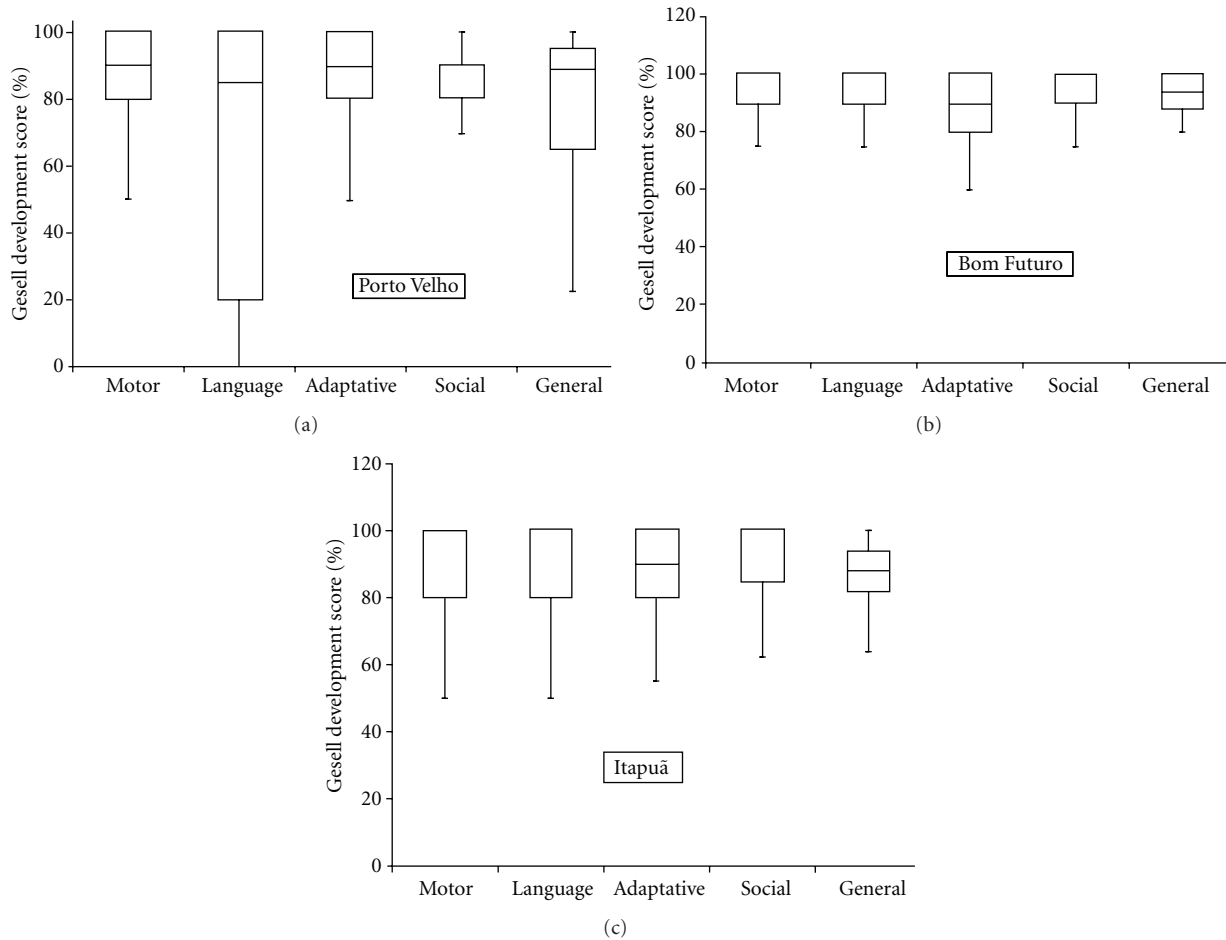 Gesell development score (%)
100
80
60
40
20
0
Porto Velho
Motor Language Adaptative Social General
(a)
Gesell development score (%)
120
100
80
60
40
20
0
Bom Futuro
Motor Language Adaptative Social General
(b)
Gesell development score (%)
120
100
80
60
40
20
0
Itapuã
Motor Language Adaptative Social General
(c)